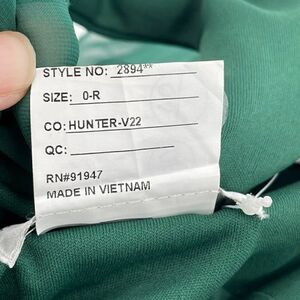 STYLE NO: 2894***
SIZE: 0-R
CO: HUNTER-V22
QC:
RN#91947
MADE IN VIETNAM